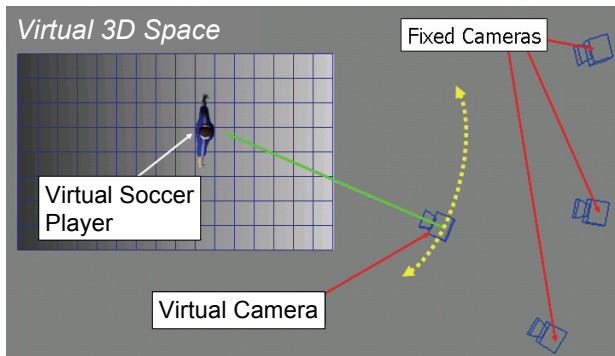 Virtual 3D Space
Fixed Cameras
Virtual Soccer
Player
Virtual Camera